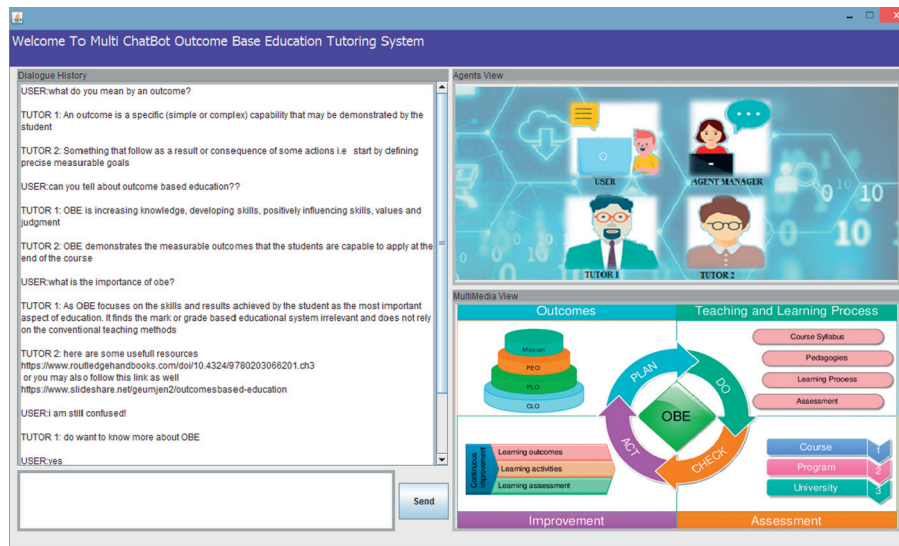 Welcome To Multi ChatBot Outcome Base Education Tutoring System
Dialogue History
USER:what do you mean by an outcome?
TUTOR 1: An outcome is a specific (simple or complex) capability that may be demonstrated by the
student
TUTOR 2: Something that follow as a result or consequence of some actions i.e start by defining
precise measurable goals
USER:can you tell about outcome based education??
TUTOR 1: OBE is increasing knowledge, developing skills, positively influencing skills, values and
judgment
TUTOR 2: OBE demonstrates the measurable outcomes that the students are capable to apply at the
end of the course
USER:what is the importance of obe?
TUTOR 1: As OBE focuses on the skills and results achieved by the student as the most important
aspect of education. It finds the mark or grade based educational system irrelevant and does not rely
on the conventional teaching methods
TUTOR 2: here are some usefull resources
https://www.routledgehandbooks.com/doi/10.4324/9780203066201.ch3
or you may also follow this link as well
https://www.slideshare.net/geumjen2/outcomesbased-education
USER:i am still confused!
TUTOR 1: do want to know more about OBE
USER:yes
Send
Agents View
USER
AGENT MANAGER
TUTOR 1
TUTOR 2
0 10
10
MultiMedia View
Outcomes
Teaching and Learning Process
Mission
PEO
PLO
CLO
PLAN
DO
CHECK
ACT
OBE
Course Syllabus
Pedagogies
Learning Process
Assessment
Continuous
Improvement
Learning outcomes
Learning activities
Learning assessment
Course 1
Program 2
University 3
Improvement
Assessment